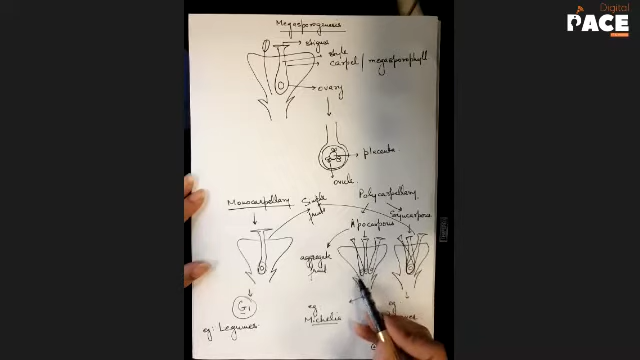 Digital
PACE
Megasporogenesis
stigma
style
carpel / megasporophyll
ovary
placenta
ovule
Polycarpellary
Monocarpellary
Simple
fruit
Syncarpous
Apocarpous
aggregate
fruit
G1
eg
eg
Michelia
eg: Legumes